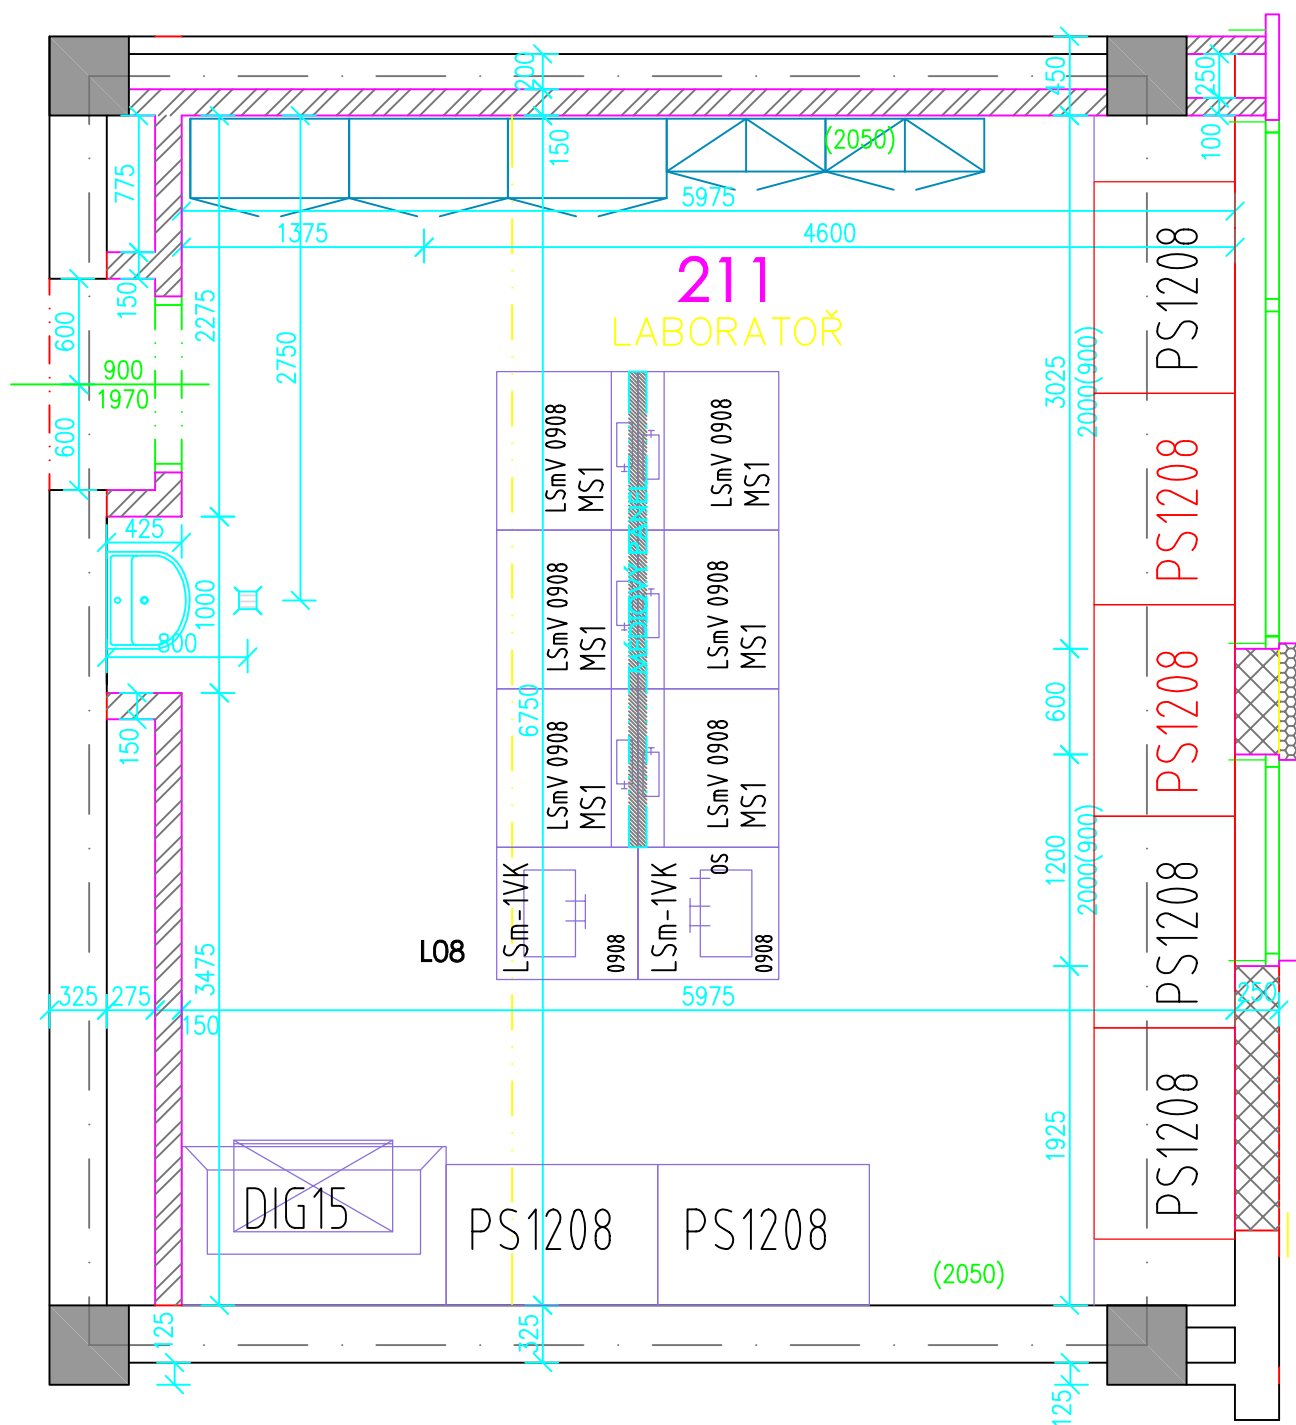 200
450
250
150
(2050)
100
775
5975
1375
4600
PS1208
211
LABORATOŘ
150
2275
600
2750
900
1970
3025
2000(900)
600
LSmV 0908
MS1
LSmV 0908
MS1
PS1208
MÉDIOVÝ PANEL
425
1000
800
LSmV 0908
MS1
LSmV 0908
MS1
PS1208
600
6750
150
LSmV 0908
MS1
LSmV 0908
MS1
1200
2000(900)
PS1208
LSm-1VK
0908
LSm-1VK
OS
0908
L08
3475
325
275
150
5975
250
1925
PS1208
DIG15
PS1208
PS1208
(2050)
125
325
125